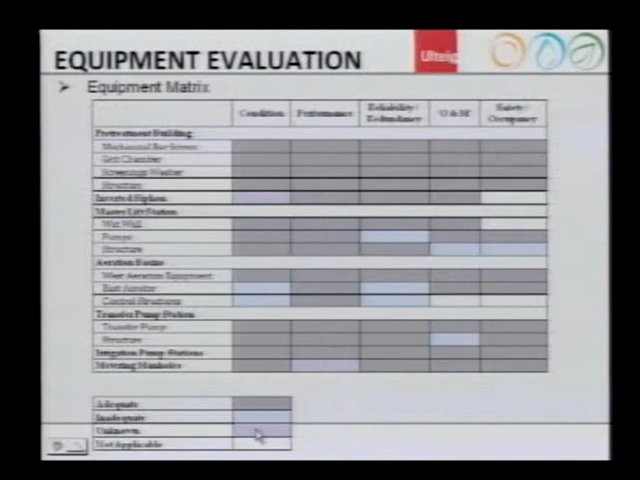 EQUIPMENT EVALUATION
Ulteig
➤ Equipment Matrix
Condition Performance Reliability / Redundancy O & M Safety / Occupancy
Pretreatment Building
Mechanical Bar Screen
Grit Chamber
Screenings Washer
Structure
Inverted Siphon
Master Lift Station
Wet Well
Pumps
Structure
Aeration Basins
West Aeration Equipment
East Aerator
Control Structures
Transfer Pump Station
Transfer Pump
Structure
Irrigation Pump Stations
Metering Manholes
Adequate
Inadequate
Unknown
Not Applicable